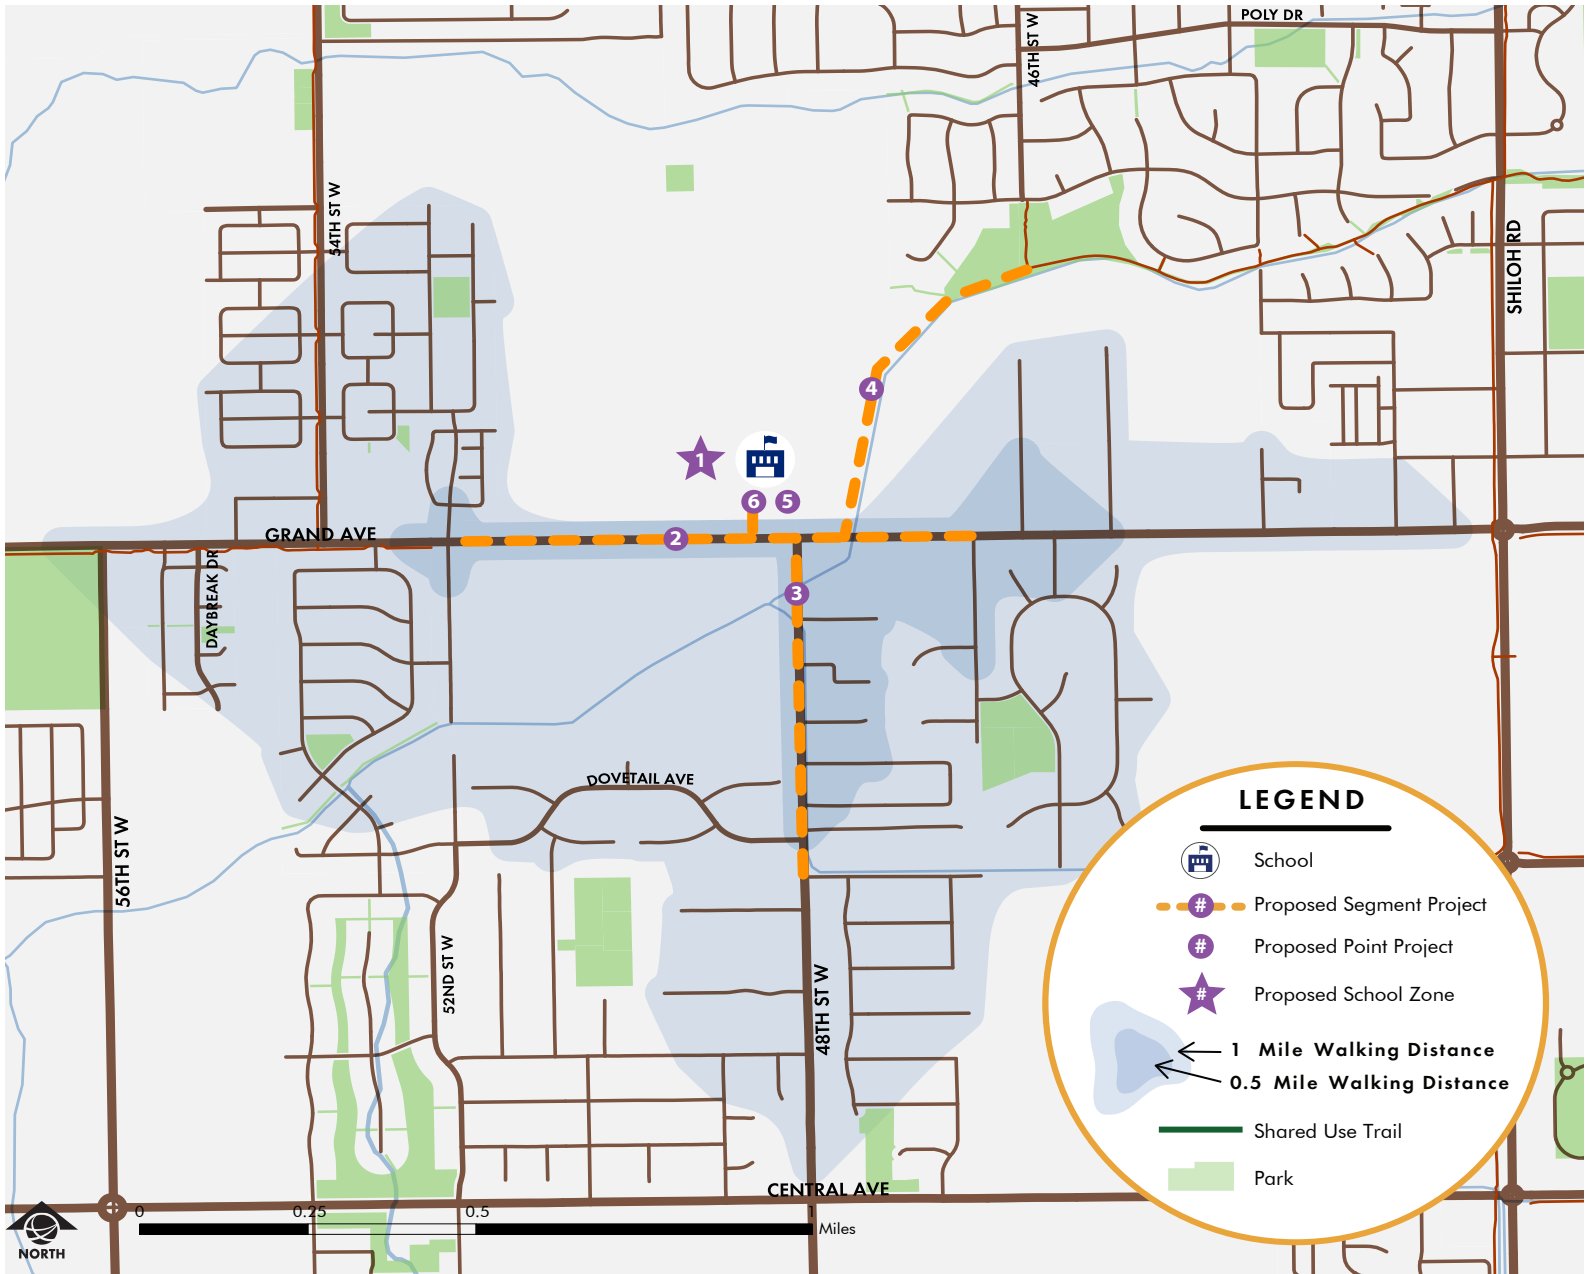 POLY DR
46TH ST W
54TH ST W
SHILOH RD
4
1
6 5
GRAND AVE
2
DAYBREAK DR
3
DOVETAIL AVE
56TH ST W
52ND ST W
48TH ST W
CENTRAL AVE
LEGEND
School
# Proposed Segment Project
# Proposed Point Project
# Proposed School Zone
1 Mile Walking Distance
0.5 Mile Walking Distance
Shared Use Trail
Park
0 0.25 0.5 1
Miles
NORTH